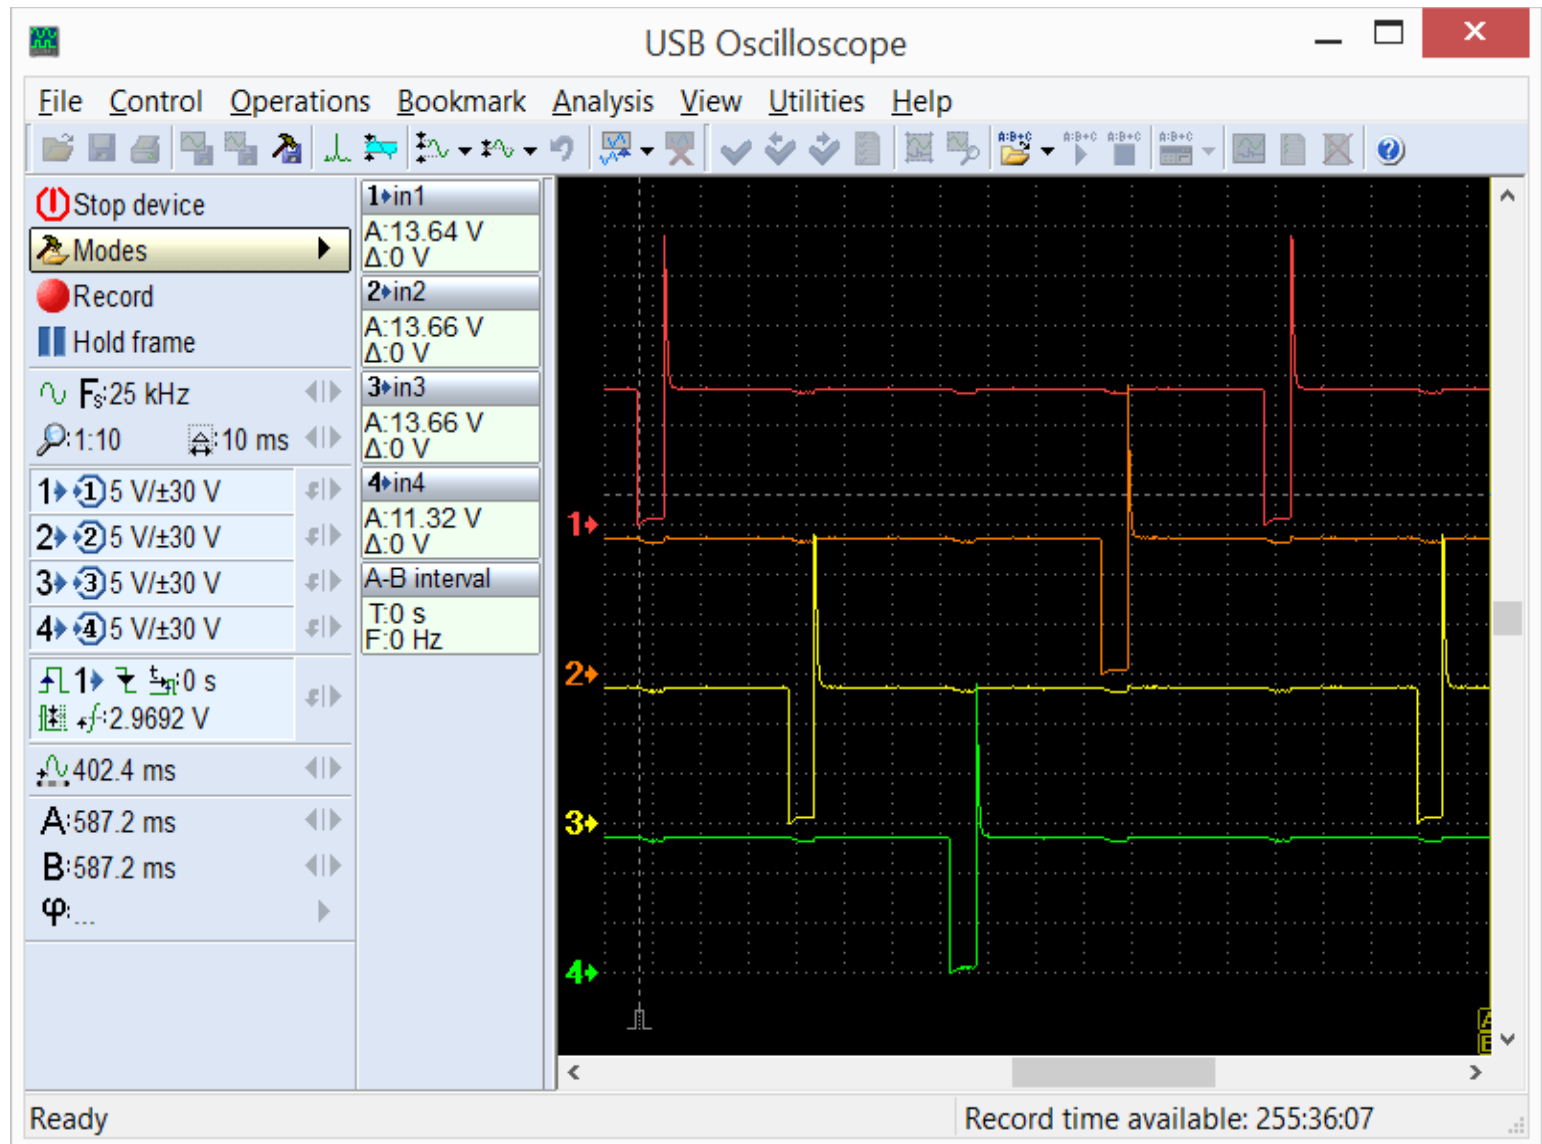 USB Oscilloscope
File Control Operations Bookmark Analysis View Utilities Help
A:B+C A:B+C A:B+C A:B+C
Stop device
Modes
Record
Hold frame
Fs:25 kHz
:1:10 :10 ms
1 1 5 V/±30 V
2 2 5 V/±30 V
3 3 5 V/±30 V
4 4 5 V/±30 V
1 t :0 s
f:2.9692 V
:402.4 ms
A:587.2 ms
B:587.2 ms
φ:...
1 in1
A:13.64 V
Δ:0 V
2 in2
A:13.66 V
Δ:0 V
3 in3
A:13.66 V
Δ:0 V
4 in4
A:11.32 V
Δ:0 V
A-B interval
T:0 s
F:0 Hz
1
2
3
4
A
B
Ready
Record time available: 255:36:07